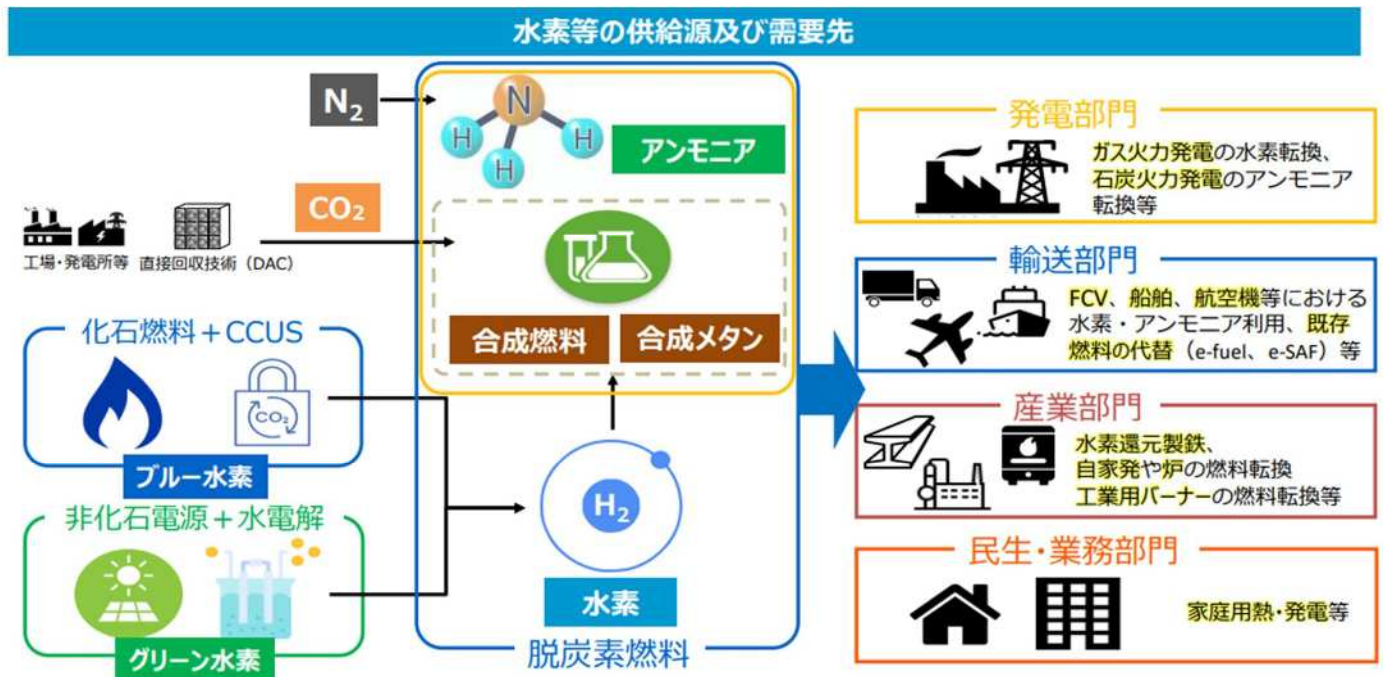 水素等の供給源及び需要先
N₂
N
H
H
H
アンモニア
CO₂
工場・発電所等
直接回収技術（DAC）
合成燃料
合成メタン
化石燃料＋CCUS
CO₂
ブルー水素
非化石電源＋水電解
グリーン水素
H₂
水素
脱炭素燃料
発電部門
ガス火力発電の水素転換、
石炭火力発電のアンモニア
転換等
輸送部門
FCV、船舶、航空機等における
水素・アンモニア利用、既存
燃料の代替（e-fuel、e-SAF）等
産業部門
水素還元製鉄、
自家発や炉の燃料転換
工業用バーナーの燃料転換等
民生・業務部門
家庭用熱・発電等